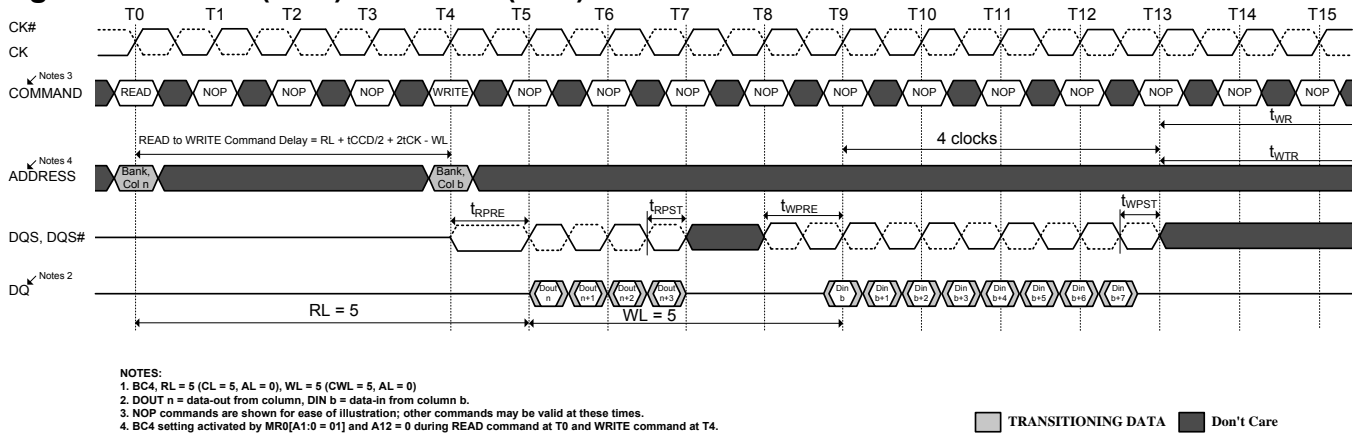 T0 T1 T2 T3 T4 T5 T6 T7 T8 T9 T10 T11 T12 T13 T14 T15
CK#
CK
Notes 3
COMMAND READ NOP NOP NOP WRITE NOP NOP NOP NOP NOP NOP NOP NOP NOP NOP NOP
tWR
READ to WRITE Command Delay = RL + tCCD/2 + 2tCK - WL
4 clocks
tWTR
Notes 4
ADDRESS Bank, Col n Bank, Col b
tRPRE tRPST tWPRE tWPST
DQS, DQS#
Notes 2
DQ Dout n Dout n+1 Dout n+2 Dout n+3 Din b Din b+1 Din b+2 Din b+3 Din b+4 Din b+5 Din b+6 Din b+7
RL = 5 WL = 5
NOTES:
1. BC4, RL = 5 (CL = 5, AL = 0), WL = 5 (CWL = 5, AL = 0)
2. DOUT n = data-out from column, DIN b = data-in from column b.
3. NOP commands are shown for ease of illustration; other commands may be valid at these times.
4. BC4 setting activated by MR0[A1:0 = 01] and A12 = 0 during READ command at T0 and WRITE command at T4.
TRANSITIONING DATA Don't Care